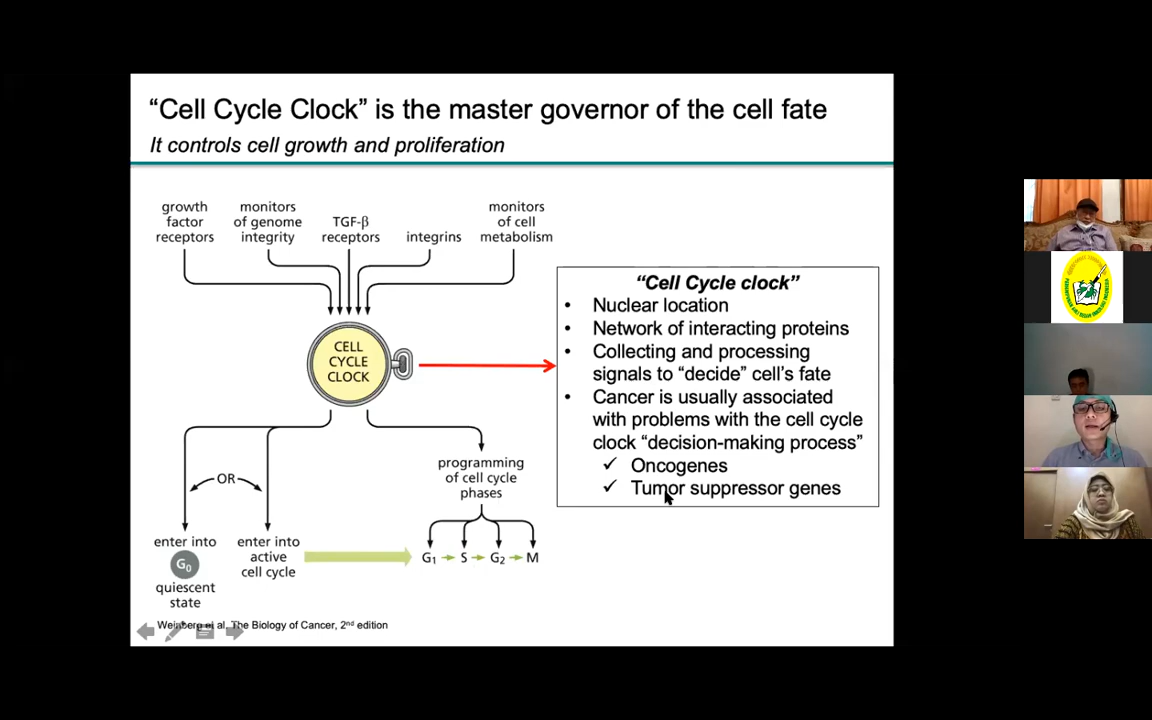 “Cell Cycle Clock” is the master governor of the cell fate
It controls cell growth and proliferation
growth
factor
receptors
monitors
of genome
integrity
TGF-β
receptors
integrins
monitors
of cell
metabolism
CELL
CYCLE
CLOCK
OR
enter into
G0
quiescent
state
enter into
active
cell cycle
programming
of cell cycle
phases
G1 S G2 M
“Cell Cycle clock”
• Nuclear location
• Network of interacting proteins
• Collecting and processing
signals to “decide” cell’s fate
• Cancer is usually associated
with problems with the cell cycle
clock “decision-making process”
✓ Oncogenes
✓ Tumor suppressor genes
Weinberg et al, The Biology of Cancer, 2nd edition